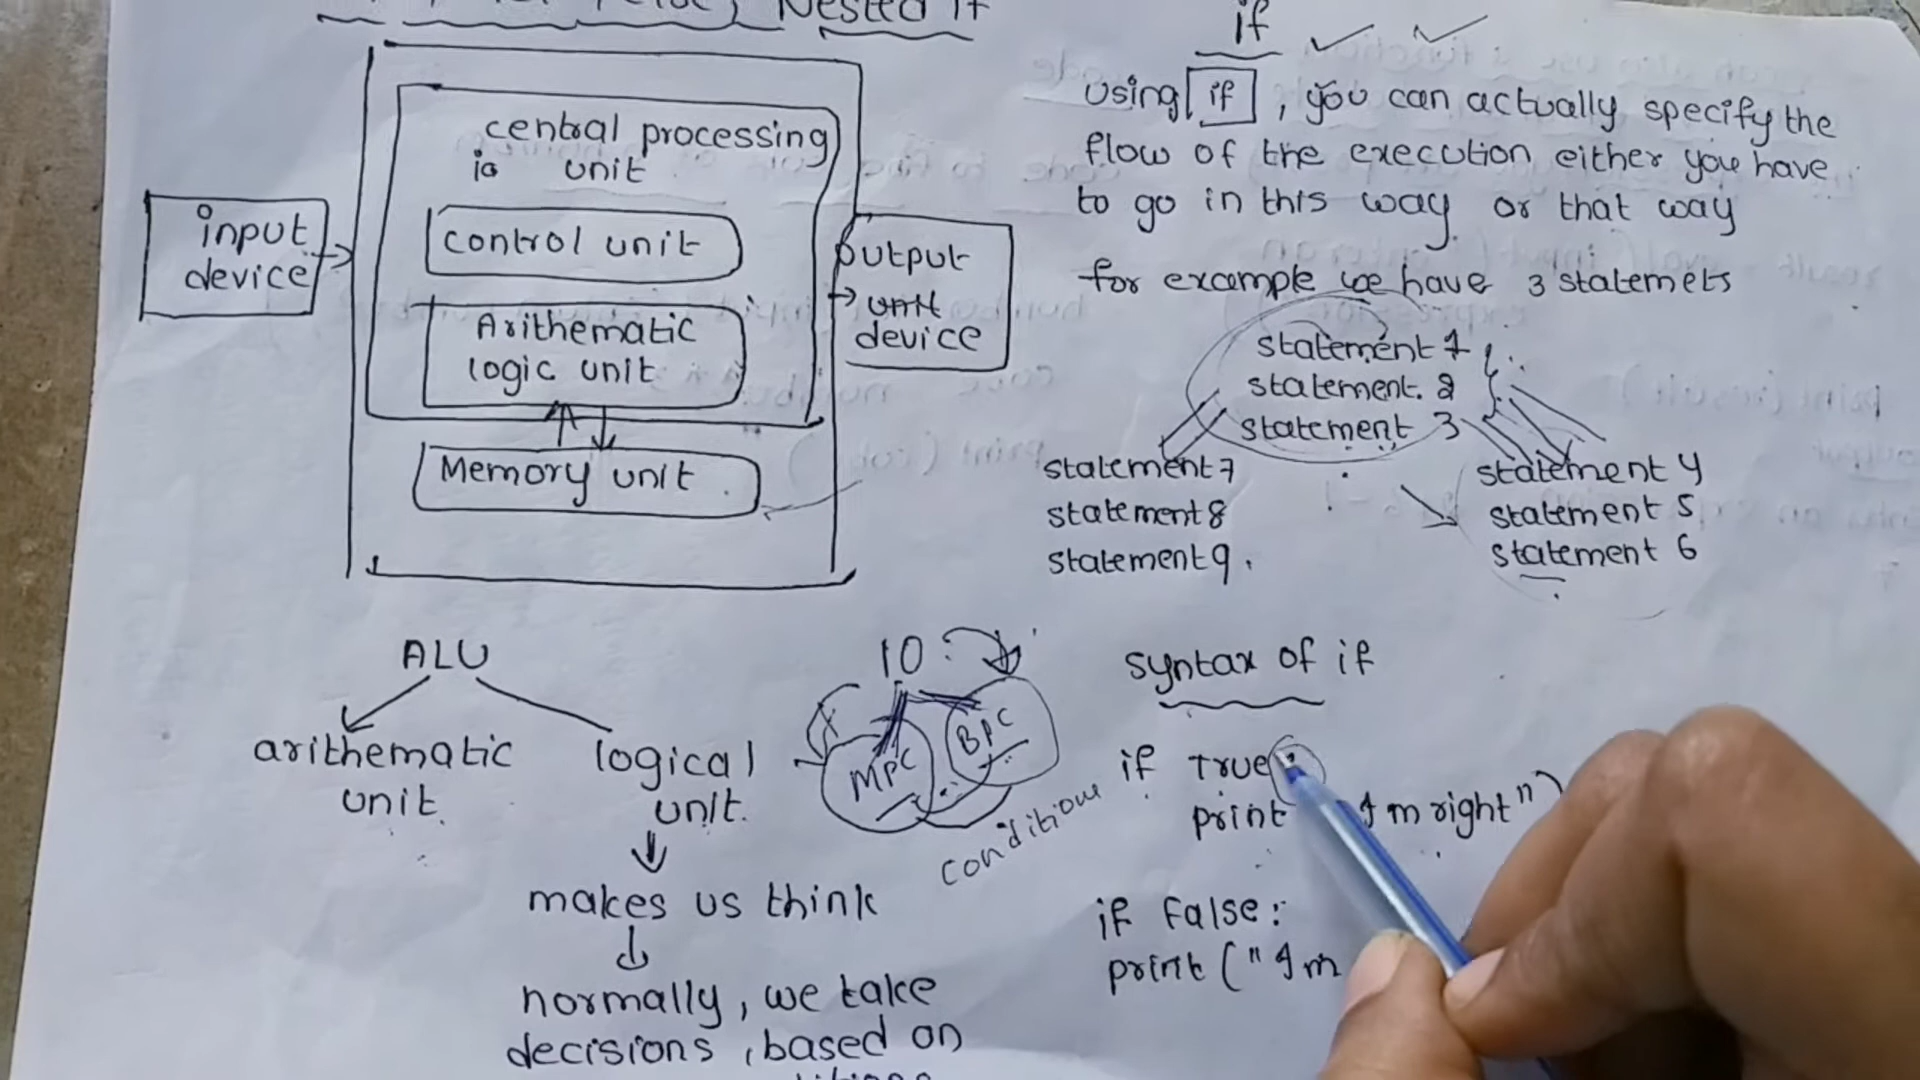 Nested if
central processing
unit
input
device
control unit
Arithematic
logic unit
Memory unit
output
unit
device
ALU
arithematic
unit.
logical
unit.
makes us think
normally, we take
decisions, based on
10
MPC
BPC
conditions
if
using if, you can actually specify the
flow of the execution either you have
to go in this way or that way
for example we have 3 statemets
statement 1
statement. 2
statement 3
statement 7
statement 8
statement 9.
statement 4
statement 5
statement 6
syntax of if
if True:
print I m right")
if False:
print ("I m